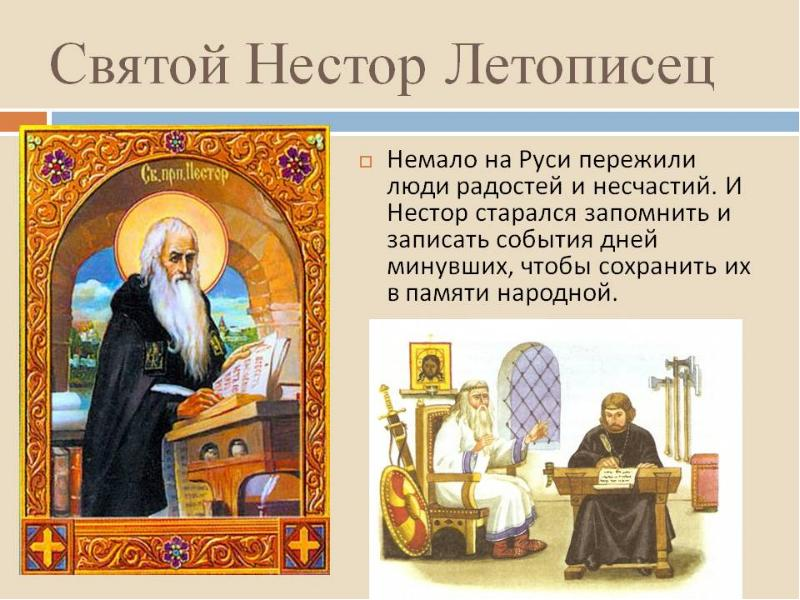 Святой Нестор Летописец
Св. прп. Нестор
Немало на Руси пережили
люди радостей и несчастий. И
Нестор старался запомнить и
записать события дней
минувших, чтобы сохранить их
в памяти народной.